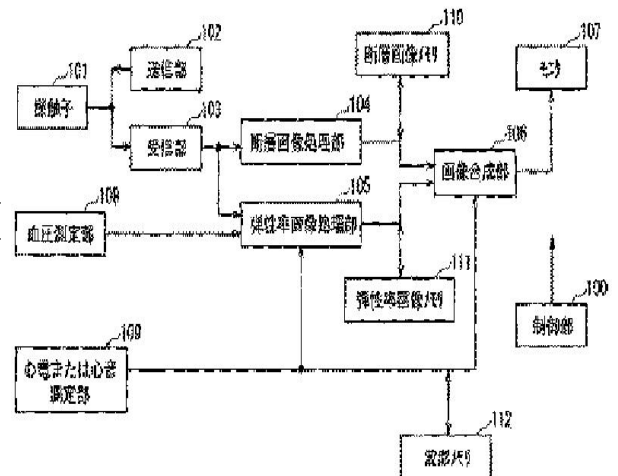 110
102
107
断層画像メモリ
101
送信部
モニタ
探触子
103
104
106
受信部
断層画像処理部
105
画像合成部
108
血圧測定部
弾性率画像処理部
111
弾性率画像メモリ
100
制御部
109
心電または心音
測定部
112